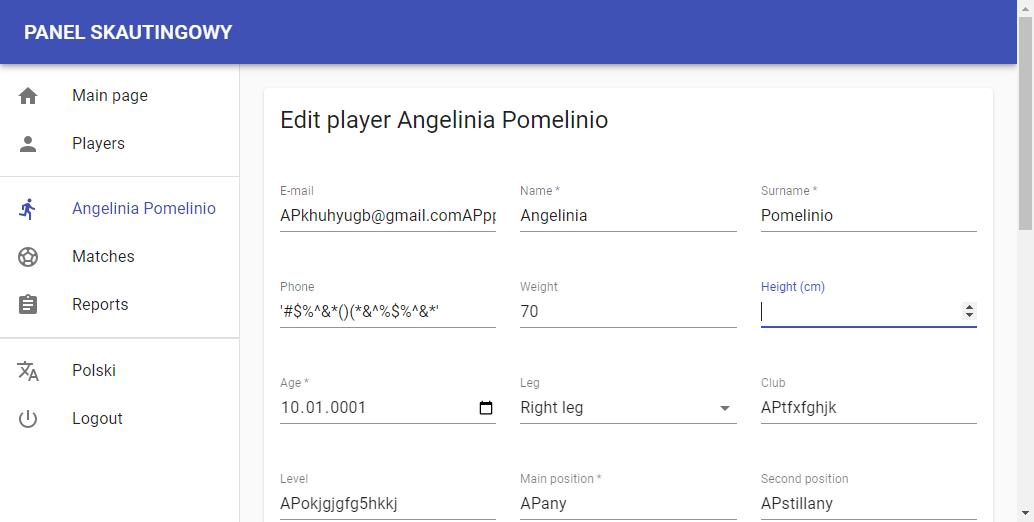 PANEL SKAUTINGOWY
Main page
Players
Angelinia Pomelinio
Matches
Reports
Polski
Logout
Edit player Angelinia Pomelinio
E-mail
Name *
Surname *
APkhuhyugb@gmail.comAPpp
Angelinia
Pomelinio
Phone
Weight
Height (cm)
'#$%^&*()(*&^%$%^&*'
70
Age *
Leg
Club
10.01.0001
Right leg
APtfxfghjk
Level
Main position *
Second position
APokjgjgfg5hkkj
APany
APstillany